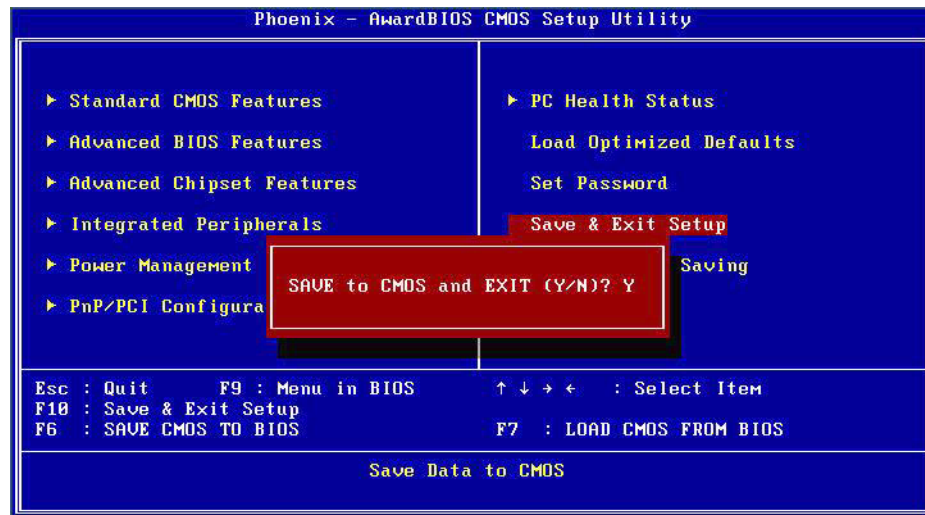 Phoenix - AwardBIOS CMOS Setup Utility
► Standard CMOS Features
► Advanced BIOS Features
► Advanced Chipset Features
► Integrated Peripherals
► Power Management
► PnP/PCI Configura
► PC Health Status
Load Optimized Defaults
Set Password
Save & Exit Setup
Saving
SAVE to CMOS and EXIT (Y/N)? Y
Esc : Quit F9 : Menu in BIOS ↑ ↓ → ← : Select Item
F10 : Save & Exit Setup
F6 : SAVE CMOS TO BIOS F7 : LOAD CMOS FROM BIOS
Save Data to CMOS